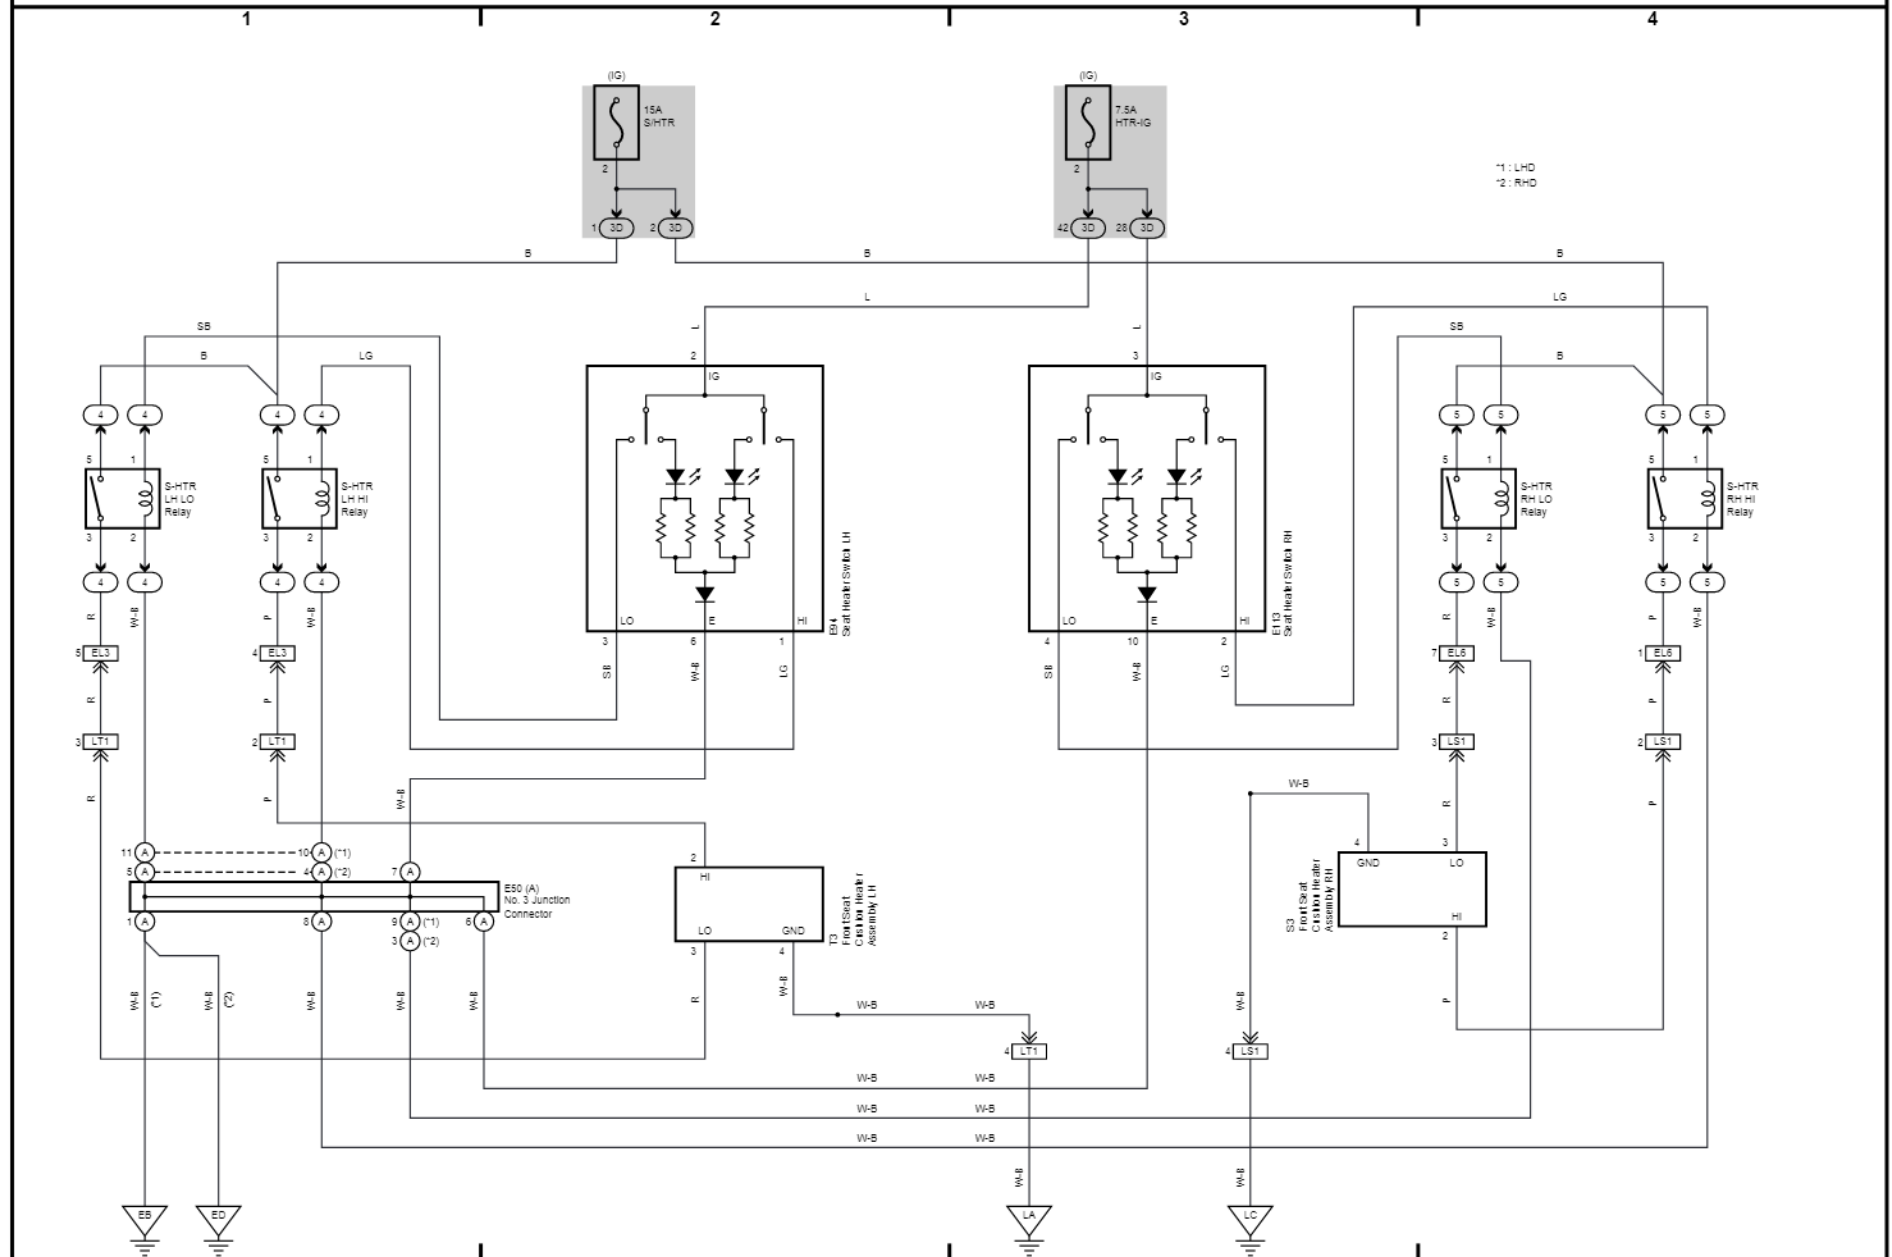 1
2
3
4
(IG)
15A
S/HTR
2
1
3D
2
3D
(IG)
7.5A
HTR-IG
2
42
3D
28
3D
*1 : LHD
*2 : RHD
B
B
B
L
LG
SB
SB
L
L
B
LG
2
3
B
IG
IG
4
4
4
4
5
5
5
5
5
1
5
1
5
1
5
1
S-HTR
LH LO
Relay
S-HTR
LH HI
Relay
S-HTR
RH LO
Relay
S-HTR
RH HI
Relay
3
2
3
2
3
2
3
2
E94
Seat Heater Switch LH
E113
Seat Heater Switch RH
4
4
4
4
5
5
5
5
R
W-B
P
W-B
LO
E
HI
LO
E
HI
R
W-B
P
W-B
3
6
1
4
10
2
5
EL3
4
EL3
7
EL6
1
EL6
SB
W-B
LG
SB
W-B
LG
R
P
R
P
3
LT1
2
LT1
3
LS1
2
LS1
R
P
W-B
W-B
R
P
11
A
10
A
(*1)
5
A
4
A
(*2)
7
A
E50 (A)
No. 3 Junction
Connector
1
A
8
A
9
A
(*1)
6
A
3
A
(*2)
2
HI
LO
GND
3
4
T3
Front Seat
Cushion Heater
Assembly LH
4
3
GND
LO
HI
2
S3
Front Seat
Cushion Heater
Assembly RH
W-B
(*1)
W-B
(*2)
W-B
W-B
W-B
R
W-B
W-B
W-B
W-B
P
4
LT1
4
LS1
W-B
W-B
W-B
W-B
W-B
W-B
W-B
W-B
EB
ED
LA
LC